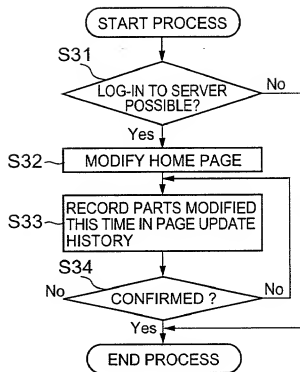 START PROCESS
S31
LOG-IN TO SERVER
POSSIBLE?
No
Yes
S32
MODIFY HOME PAGE
S33
RECORD PARTS MODIFIED
THIS TIME IN PAGE UPDATE
HISTORY
S34
No
CONFIRMED ?
No
Yes
END PROCESS